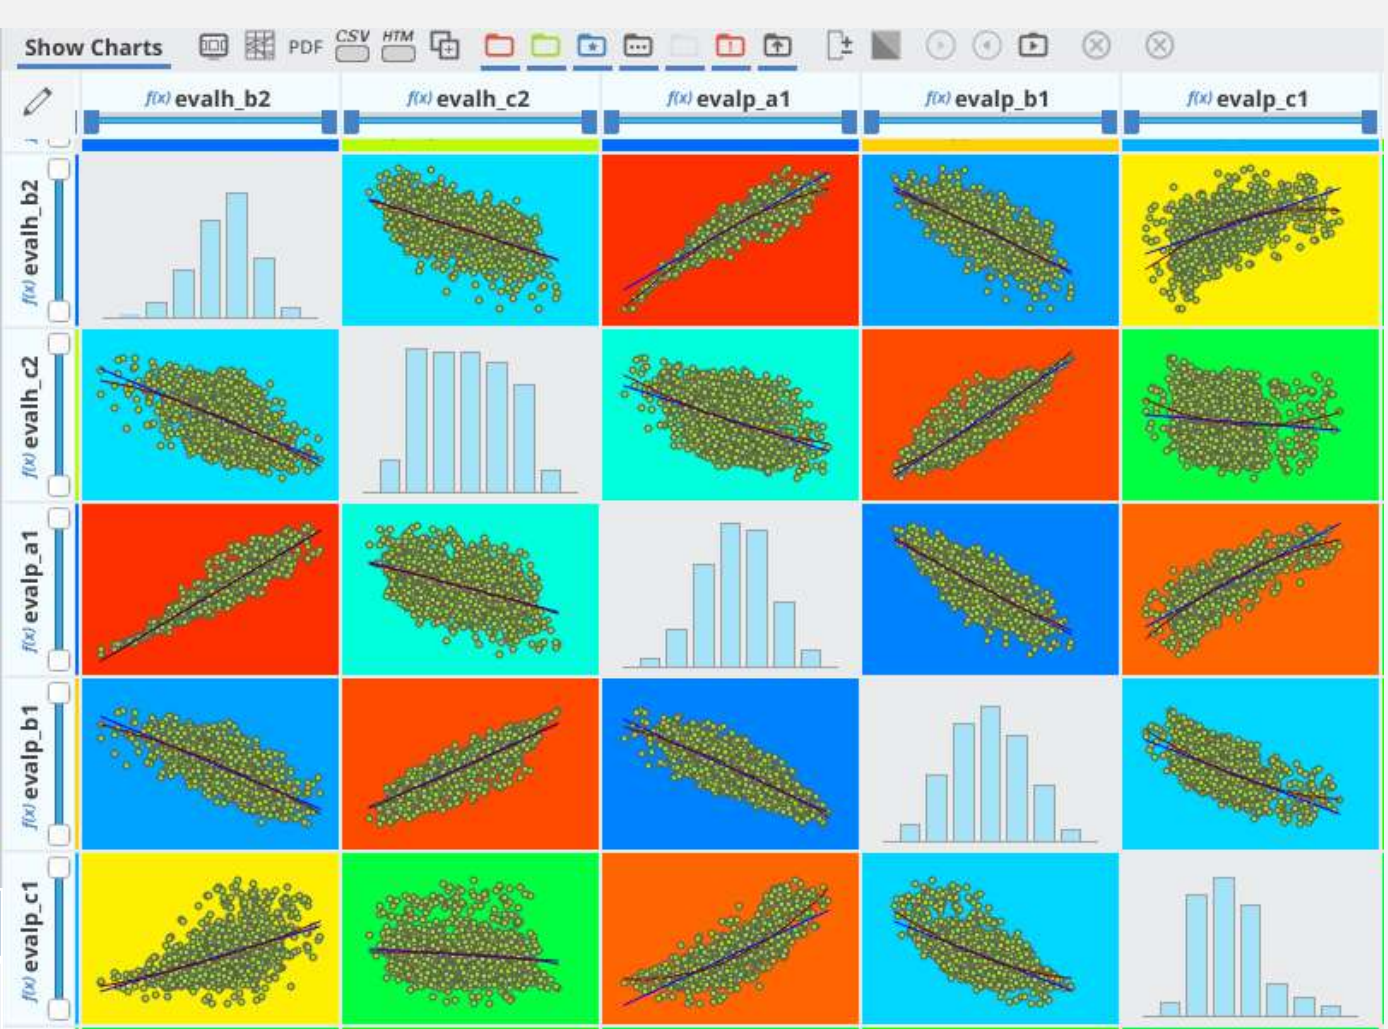 Show Charts PDF CSV HTM
f(x) evalh_b2 f(x) evalh_c2 f(x) evalp_a1 f(x) evalp_b1 f(x) evalp_c1
f(x) evalh_b2
f(x) evalh_c2
f(x) evalp_a1
f(x) evalp_b1
f(x) evalp_c1